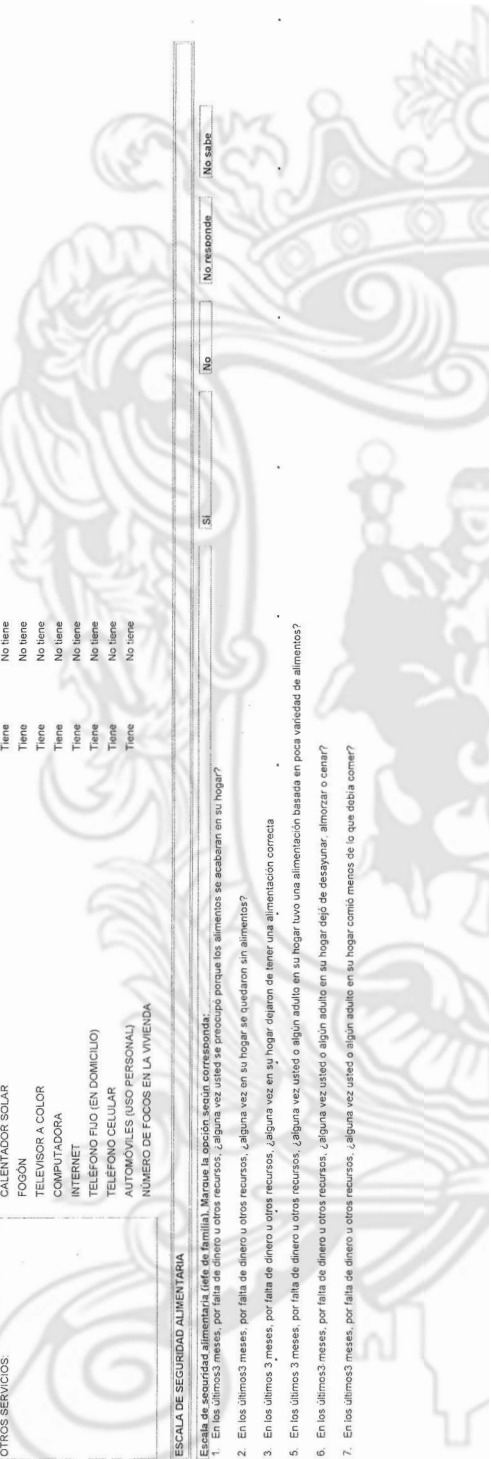 OTROS SERVICIOS:
CALENTADOR SOLAR Tiene No tiene
FOGÓN Tiene No tiene
TELEVISOR A COLOR Tiene No tiene
COMPUTADORA Tiene No tiene
INTERNET Tiene No tiene
TELÉFONO FIJO (EN DOMICILIO) Tiene No tiene
TELÉFONO CELULAR Tiene No tiene
AUTOMÓVILES (USO PERSONAL) Tiene No tiene
NÚMERO DE FOCOS EN LA VIVIENDA
ESCALA DE SEGURIDAD ALIMENTARIA
Escala de seguridad alimentaria (jefe de familia). Marque la opción según corresponda: Sí No No responde No sabe
1. En los últimos3 meses, por falta de dinero u otros recursos, ¿alguna vez usted se preocupó porque los alimentos se acabaran en su hogar?
2. En los últimos3 meses, por falta de dinero u otros recursos, ¿alguna vez en su hogar se quedaron sin alimentos?
3. En los últimos 3 meses, por falta de dinero u otros recursos, ¿alguna vez en su hogar dejaron de tener una alimentación correcta
5. En los últimos 3 meses, por falta de dinero u otros recursos, ¿alguna vez usted o algún adulto en su hogar tuvo una alimentación basada en poca variedad de alimentos?
6. En los últimos3 meses, por falta de dinero u otros recursos, ¿alguna vez usted o algún adulto en su hogar dejó de desayunar, almorzar o cenar?
7. En los últimos3 meses, por falta de dinero u otros recursos, ¿alguna vez usted o algún adulto en su hogar comió menos de lo que debía comer?